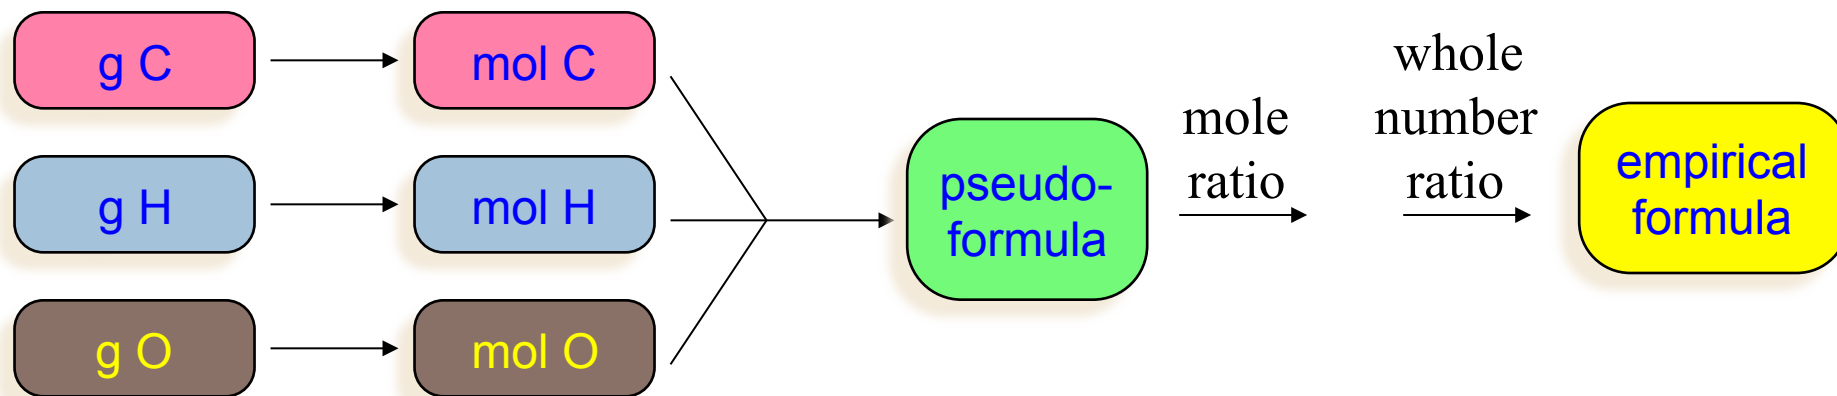 g C
mol C
g H
mol H
g O
mol O
pseudo-
formula
mole
ratio
whole
number
ratio
empirical
formula